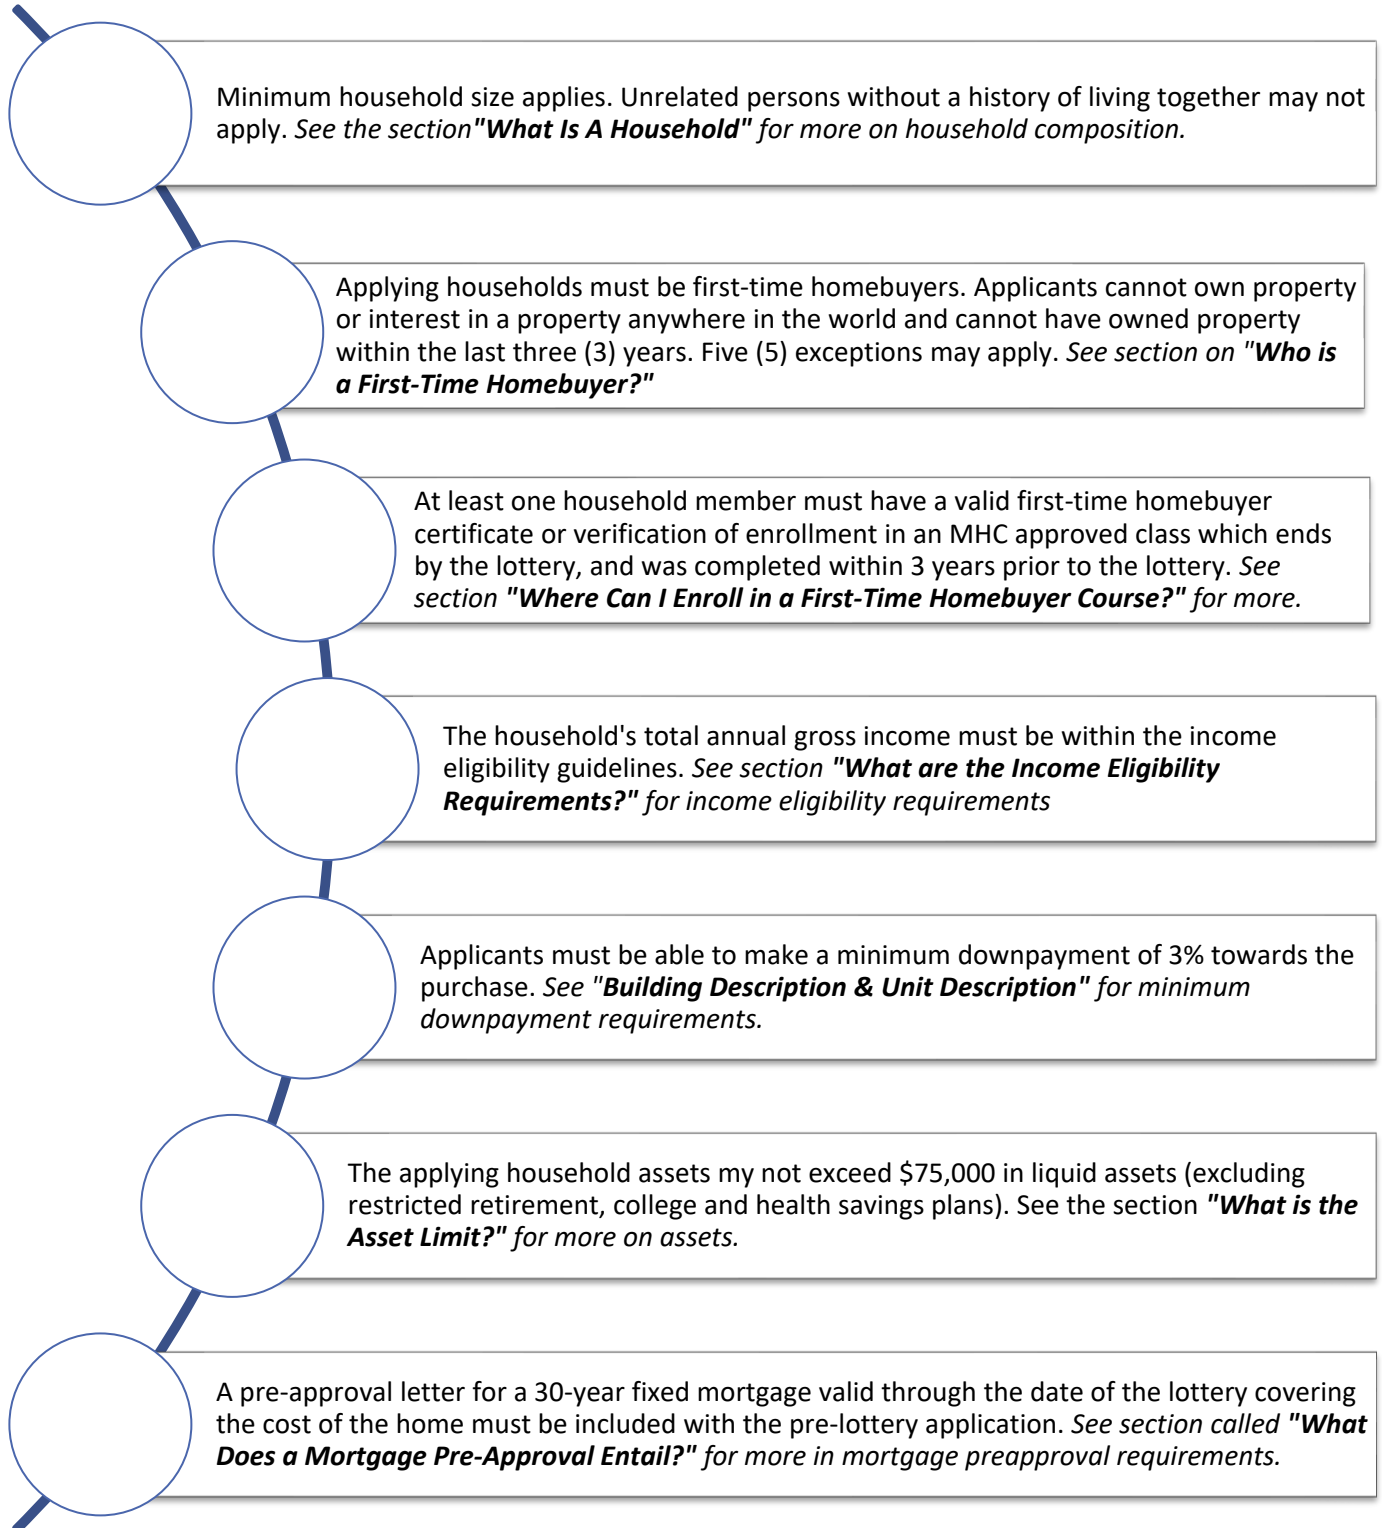 Minimum household size applies. Unrelated persons without a history of living together may not
apply. See the section"What Is A Household" for more on household composition.
Applying households must be first-time homebuyers. Applicants cannot own property
or interest in a property anywhere in the world and cannot have owned property
within the last three (3) years. Five (5) exceptions may apply. See section on "Who is
a First-Time Homebuyer?"
At least one household member must have a valid first-time homebuyer
certificate or verification of enrollment in an MHC approved class which ends
by the lottery, and was completed within 3 years prior to the lottery. See
section "Where Can I Enroll in a First-Time Homebuyer Course?" for more.
The household's total annual gross income must be within the income
eligibility guidelines. See section "What are the Income Eligibility
Requirements?" for income eligibility requirements
Applicants must be able to make a minimum downpayment of 3% towards the
purchase. See "Building Description & Unit Description" for minimum
downpayment requirements.
The applying household assets my not exceed $75,000 in liquid assets (excluding
restricted retirement, college and health savings plans). See the section "What is the
Asset Limit?" for more on assets.
A pre-approval letter for a 30-year fixed mortgage valid through the date of the lottery covering
the cost of the home must be included with the pre-lottery application. See section called "What
Does a Mortgage Pre-Approval Entail?" for more in mortgage preapproval requirements.